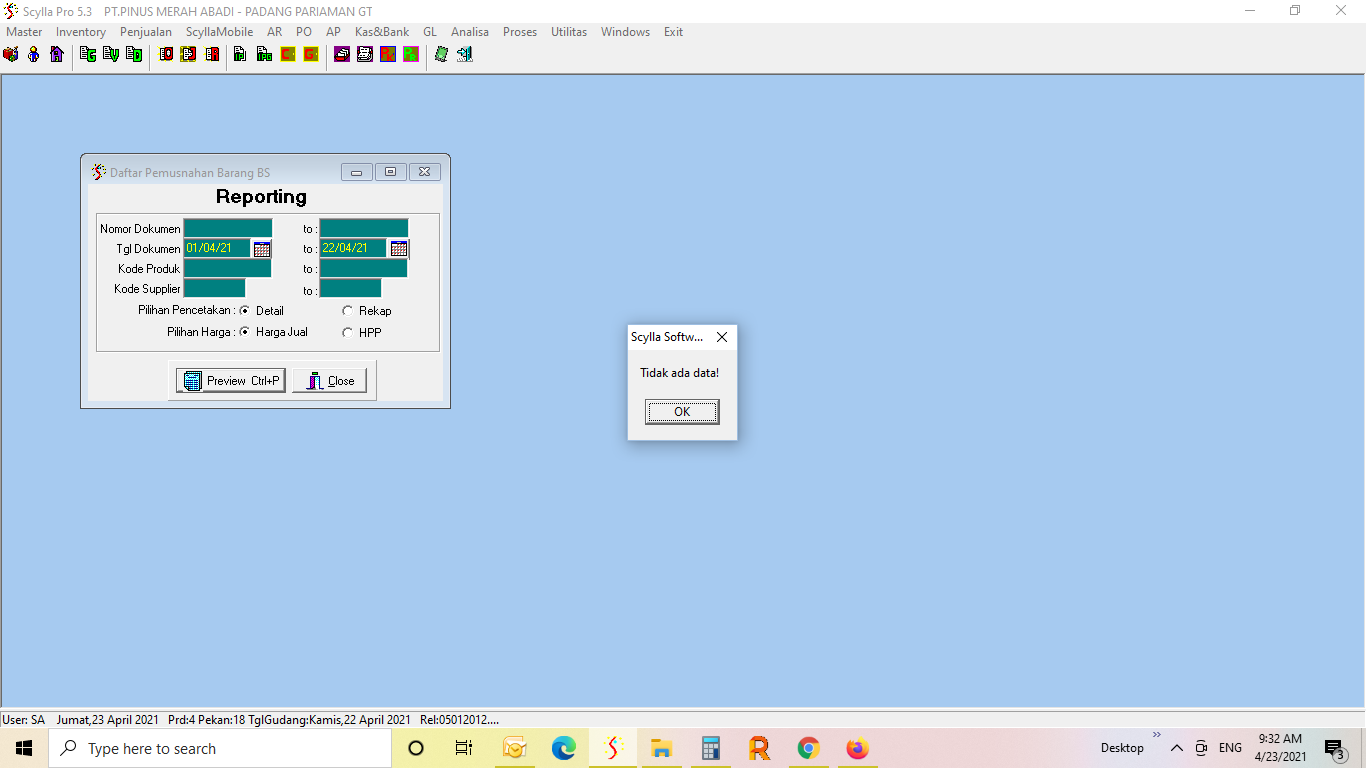 Scylla Pro 5.3    PT.PINUS MERAH ABADI - PADANG PARIAMAN GT
Master Inventory Penjualan ScyllaMobile AR PO AP Kas&Bank GL Analisa Proses Utilitas Windows Exit
Daftar Pemusnahan Barang BS
Reporting
Nomor Dokumen to :
Tgl Dokumen 01/04/21 to : 22/04/21
Kode Produk to :
Kode Supplier to :
Pilihan Pencetakan : Detail Rekap
Pilihan Harga : Harga Jual HPP
Preview Ctrl+P Close
Scylla Softw...
Tidak ada data!
OK
User: SA    Jumat,23 April 2021   Prd:4 Pekan:18 TglGudang:Kamis,22 April 2021   Rel:05012012....
Type here to search
Desktop
ENG
9:32 AM
4/23/2021
3